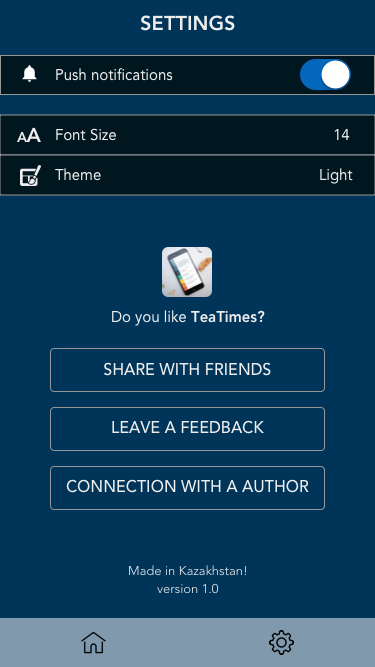 SETTINGS
Push notifications
AA Font Size 14
Theme Light
Do you like TeaTimes?
SHARE WITH FRIENDS
LEAVE A FEEDBACK
CONNECTION WITH A AUTHOR
Made in Kazakhstan!
version 1.0